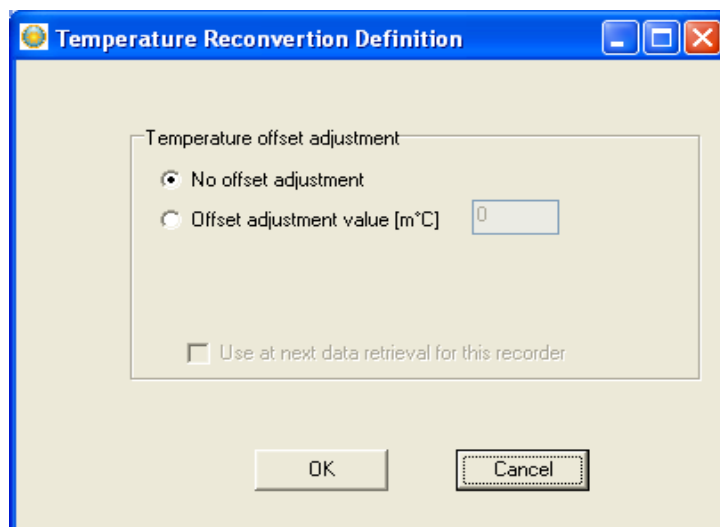 Temperature Reconvertion Definition
Temperature offset adjustment
No offset adjustment
Offset adjustment value [m°C] 0
Use at next data retrieval for this recorder
OK Cancel